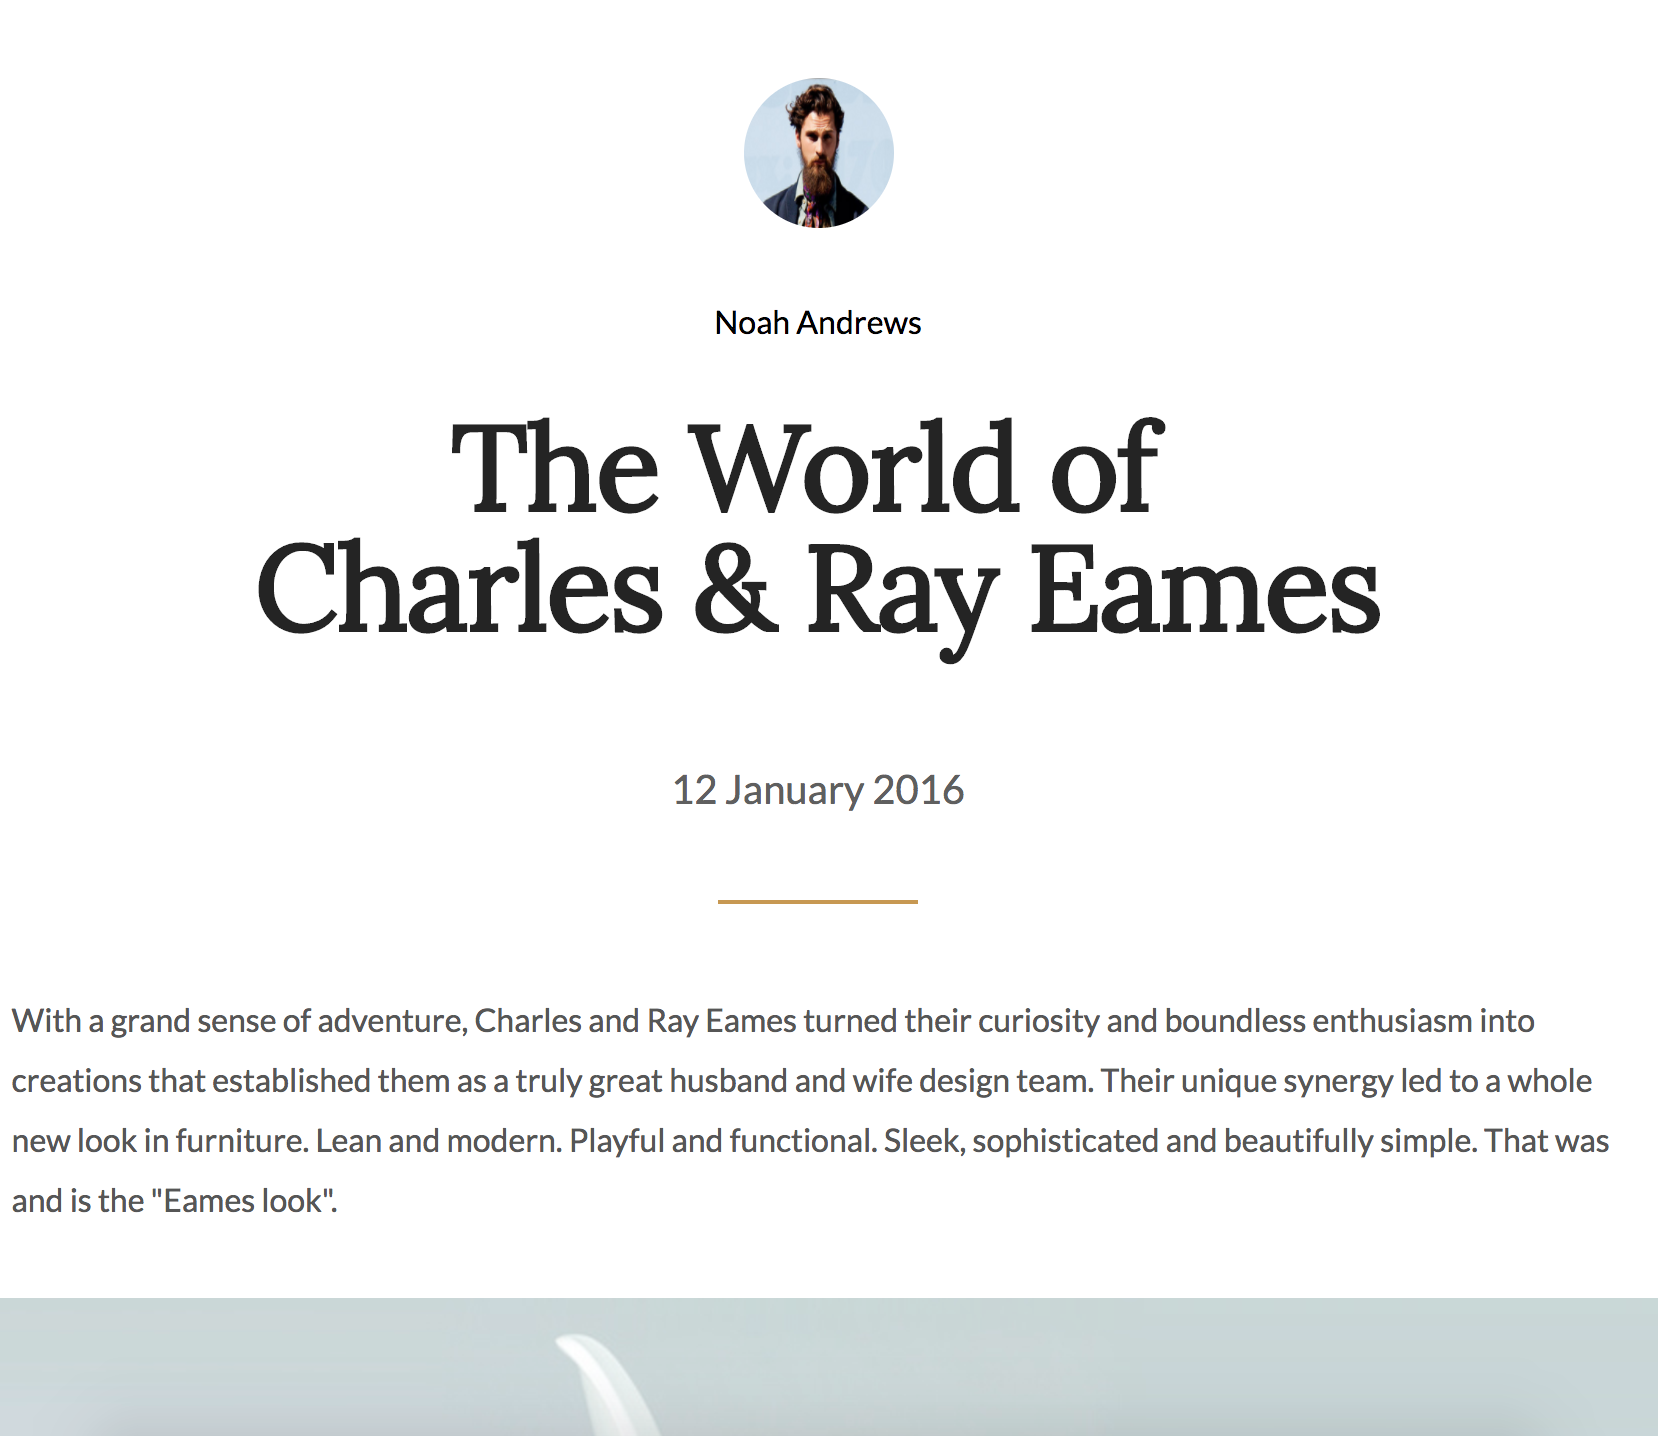 Noah Andrews
The World of
Charles & Ray Eames
12 January 2016
With a grand sense of adventure, Charles and Ray Eames turned their curiosity and boundless enthusiasm into
creations that established them as a truly great husband and wife design team. Their unique synergy led to a whole
new look in furniture. Lean and modern. Playful and functional. Sleek, sophisticated and beautifully simple. That was
and is the "Eames look".